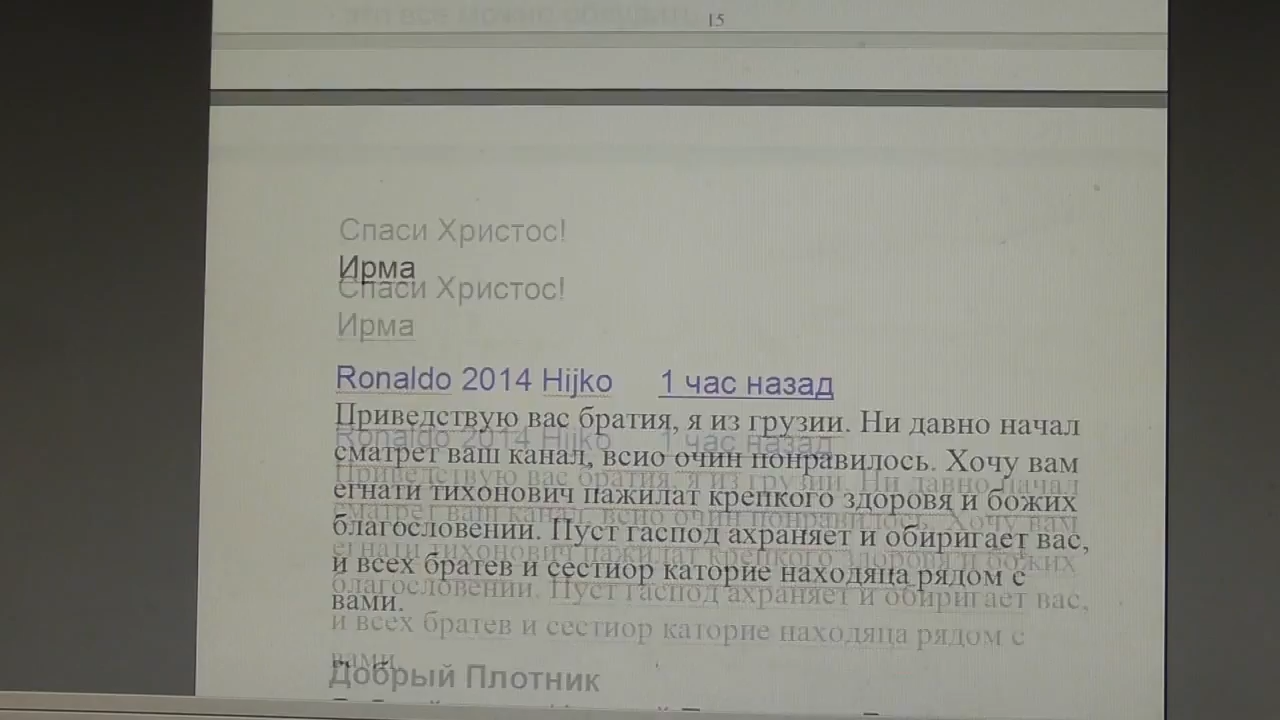 15
Спаси Христос!
Ирма
Спаси Христос!
Ирма
Ronaldo 2014 Hijko 1 час назад
Приведствую вас братия, я из грузии. Ни давно начал
сматрет ваш канал, всио очин понравилось. Хочу вам
егнати тихонович пажилат крепкого здоровя и божих
благословении. Пуст гаспод ахраняет и обиригает вас,
и всех братев и сестиор каторие находяца рядом с
вами.
Добрый Плотник